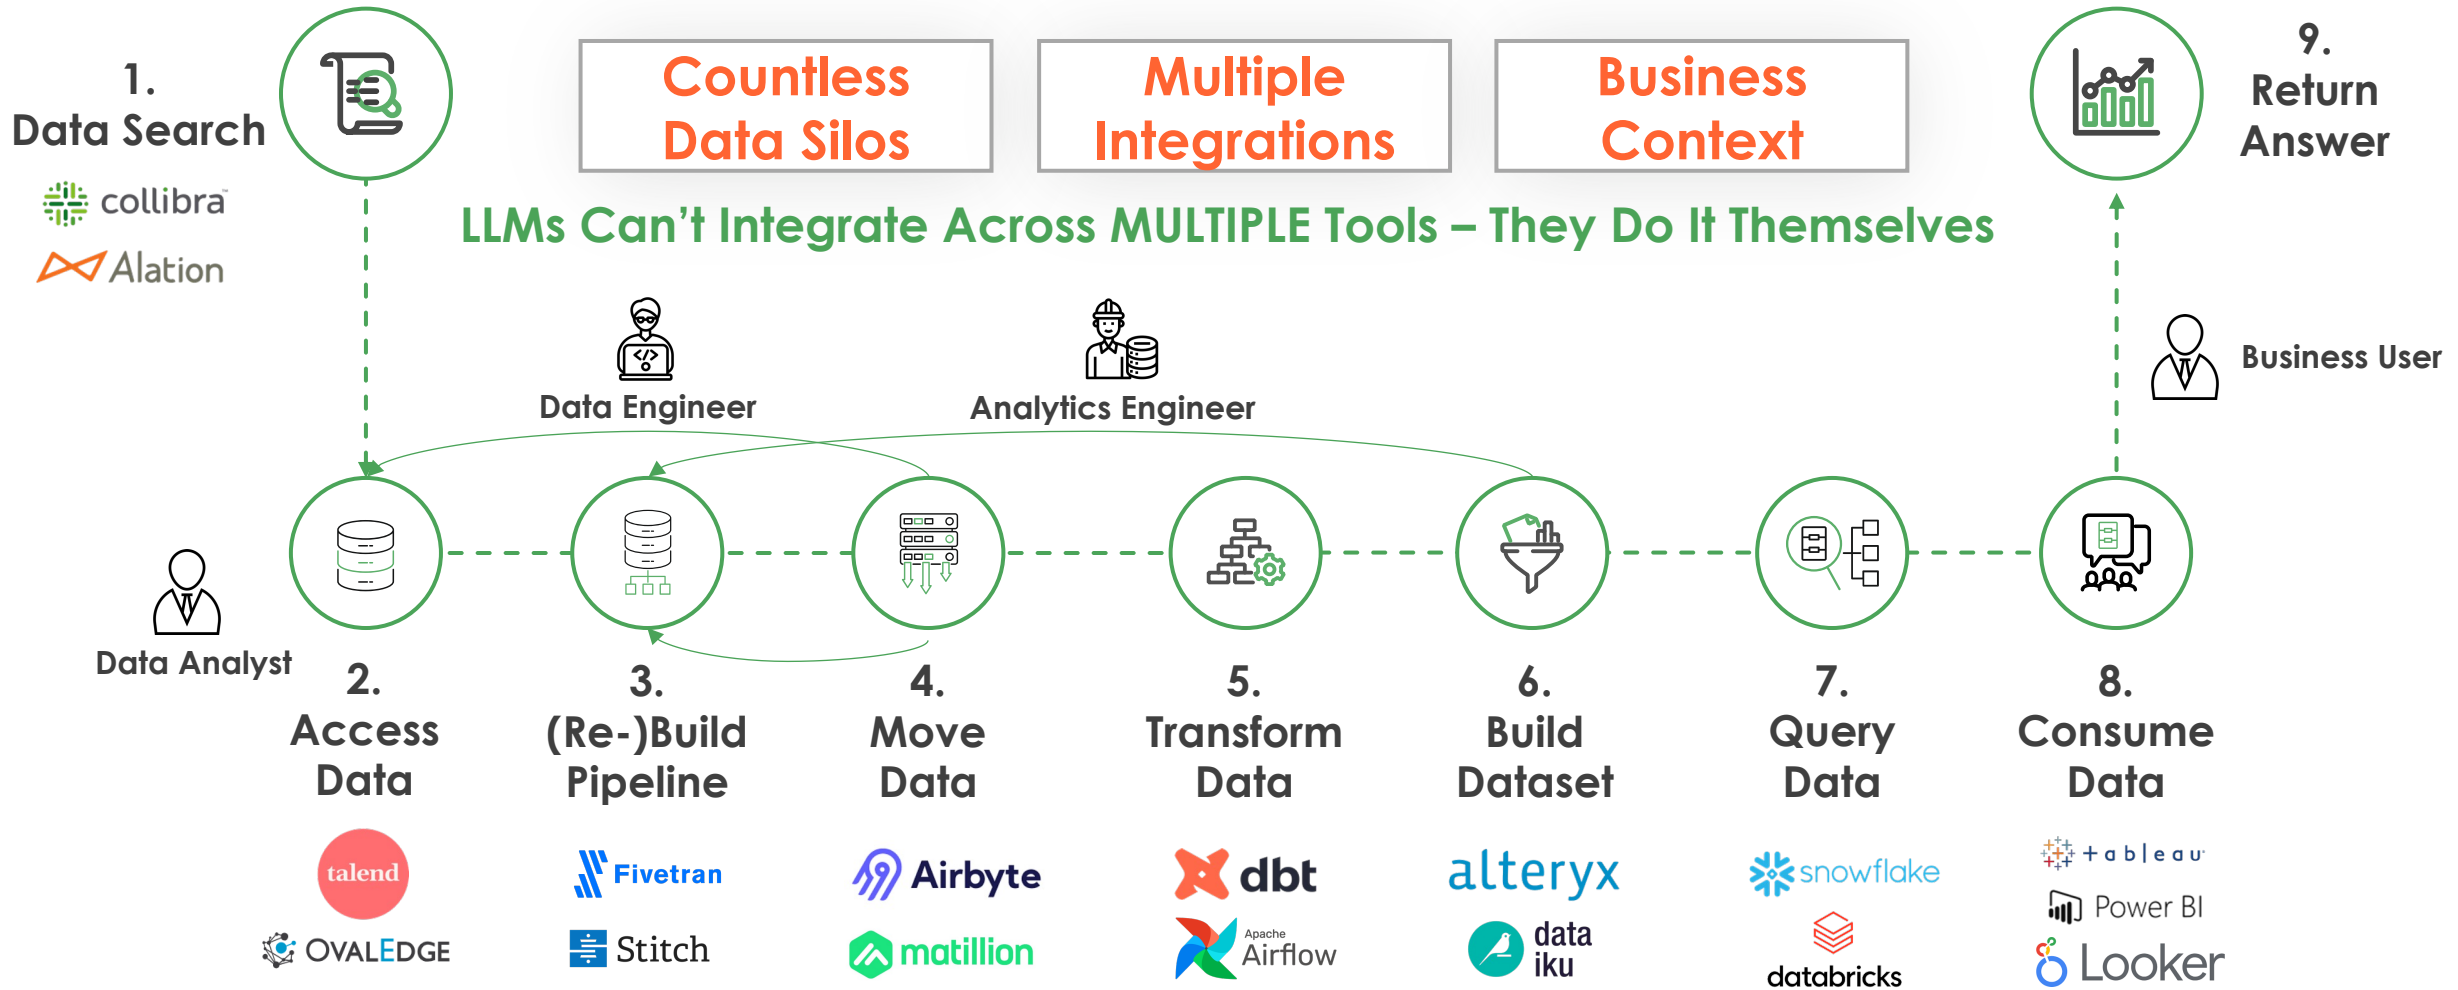 1.
Data Search
collibra
Alation
Countless
Data Silos
Multiple
Integrations
Business
Context
9.
Return
Answer
LLMs Can't Integrate Across MULTIPLE Tools – They Do It Themselves
Data Engineer
Analytics Engineer
Business User
Data Analyst
2.
Access
Data
3.
(Re-)Build
Pipeline
4.
Move
Data
5.
Transform
Data
6.
Build
Dataset
7.
Query
Data
8.
Consume
Data
talend
OVALEDGE
Fivetran
Stitch
Airbyte
matillion
dbt
Apache
Airflow
alteryx
data
iku
snowflake
databricks
+ableau
Power BI
Looker